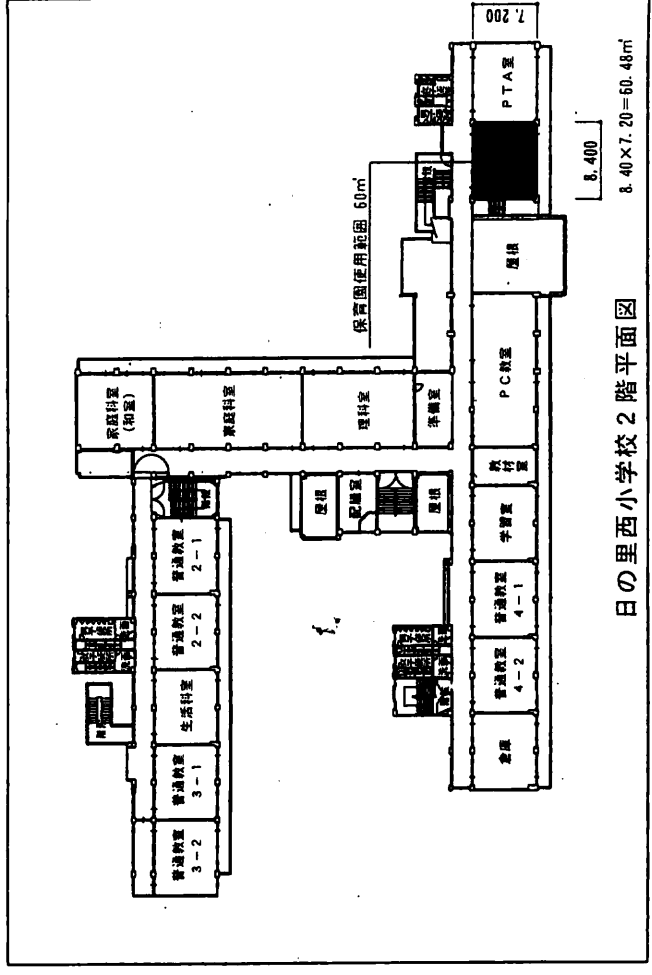 7.200
PTA室
8.400
8.40×7.20=60.48㎡
保育園使用範囲 60㎡
屋根
家庭科室
(和室)
家庭科室
理科室
準備室
PC教室
教材室
屋根
配膳室
屋根
学習室
普通教室
2-1
普通教室
2-2
生活科室
普通教室
3-1
普通教室
3-2
普通教室
4-1
普通教室
4-2
倉庫
日の里西小学校2階平面図